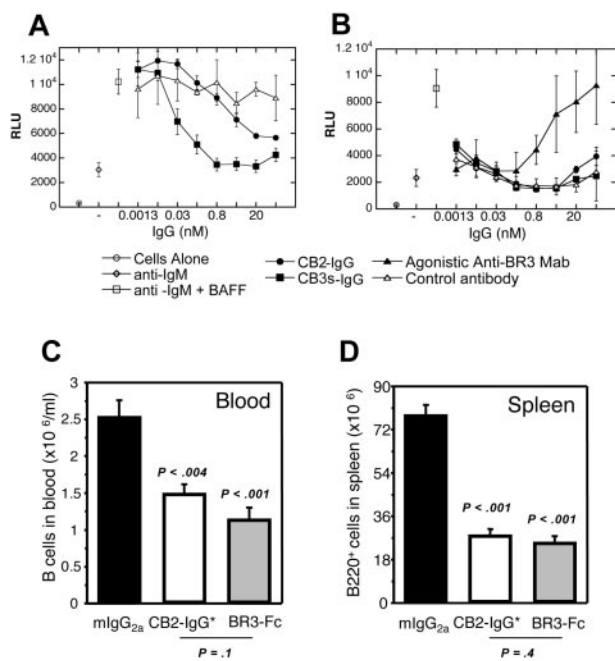 A
B
1.2 10⁴
1 10⁴
8000
6000
4000
2000
0
RLU
- 0.0013 0.03 0.8 20
IgG (nM)
1.2 10⁴
1 10⁴
8000
6000
4000
2000
0
RLU
- 0.0013 0.03 0.8 20
IgG (nM)
Cells Alone
anti-IgM
anti -IgM + BAFF
CB2-IgG
CB3s-IgG
Agonistic Anti-BR3 Mab
Control antibody
C
D
3
2.5
2
1.5
1
0.5
0
B cells in blood (x10 ⁶/ml)
Blood
P < .004
P < .001
mIgG₂ₐ CB2-IgG* BR3-Fc
P = .1
90
72
54
36
18
0
B220⁺ cells in spleen (x10 ⁶)
Spleen
P < .001
P < .001
mIgG₂ₐ CB2-IgG* BR3-Fc
P = .4